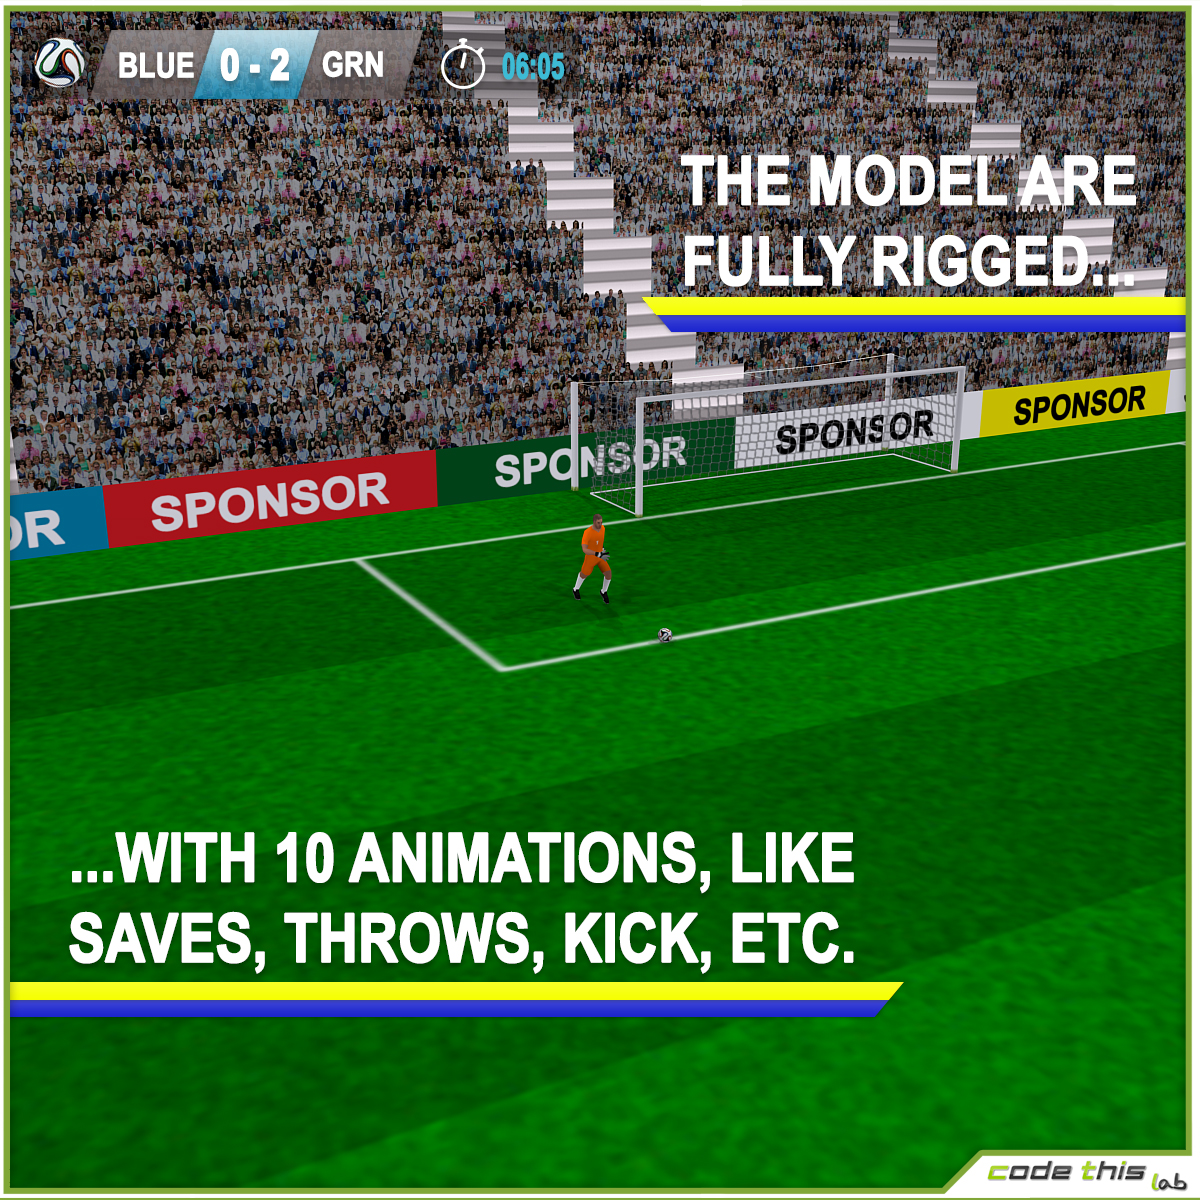 BLUE 0 - 2 GRN 06:05
THE MODEL ARE
FULLY RIGGED...
SPONSOR
SPONSOR
SPONSOR
SPONSOR
OR
...WITH 10 ANIMATIONS, LIKE
SAVES, THROWS, KICK, ETC.
code this lab